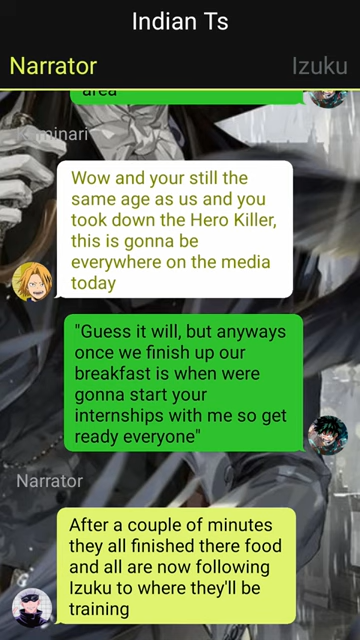 Indian Ts
Narrator
Izuku
area
Kaminari
Wow and your still the
same age as us and you
took down the Hero Killer,
this is gonna be
everywhere on the media
today
"Guess it will, but anyways
once we finish up our
breakfast is when were
gonna start your
internships with me so get
ready everyone"
Narrator
After a couple of minutes
they all finished there food
and all are now following
Izuku to where they'll be
training